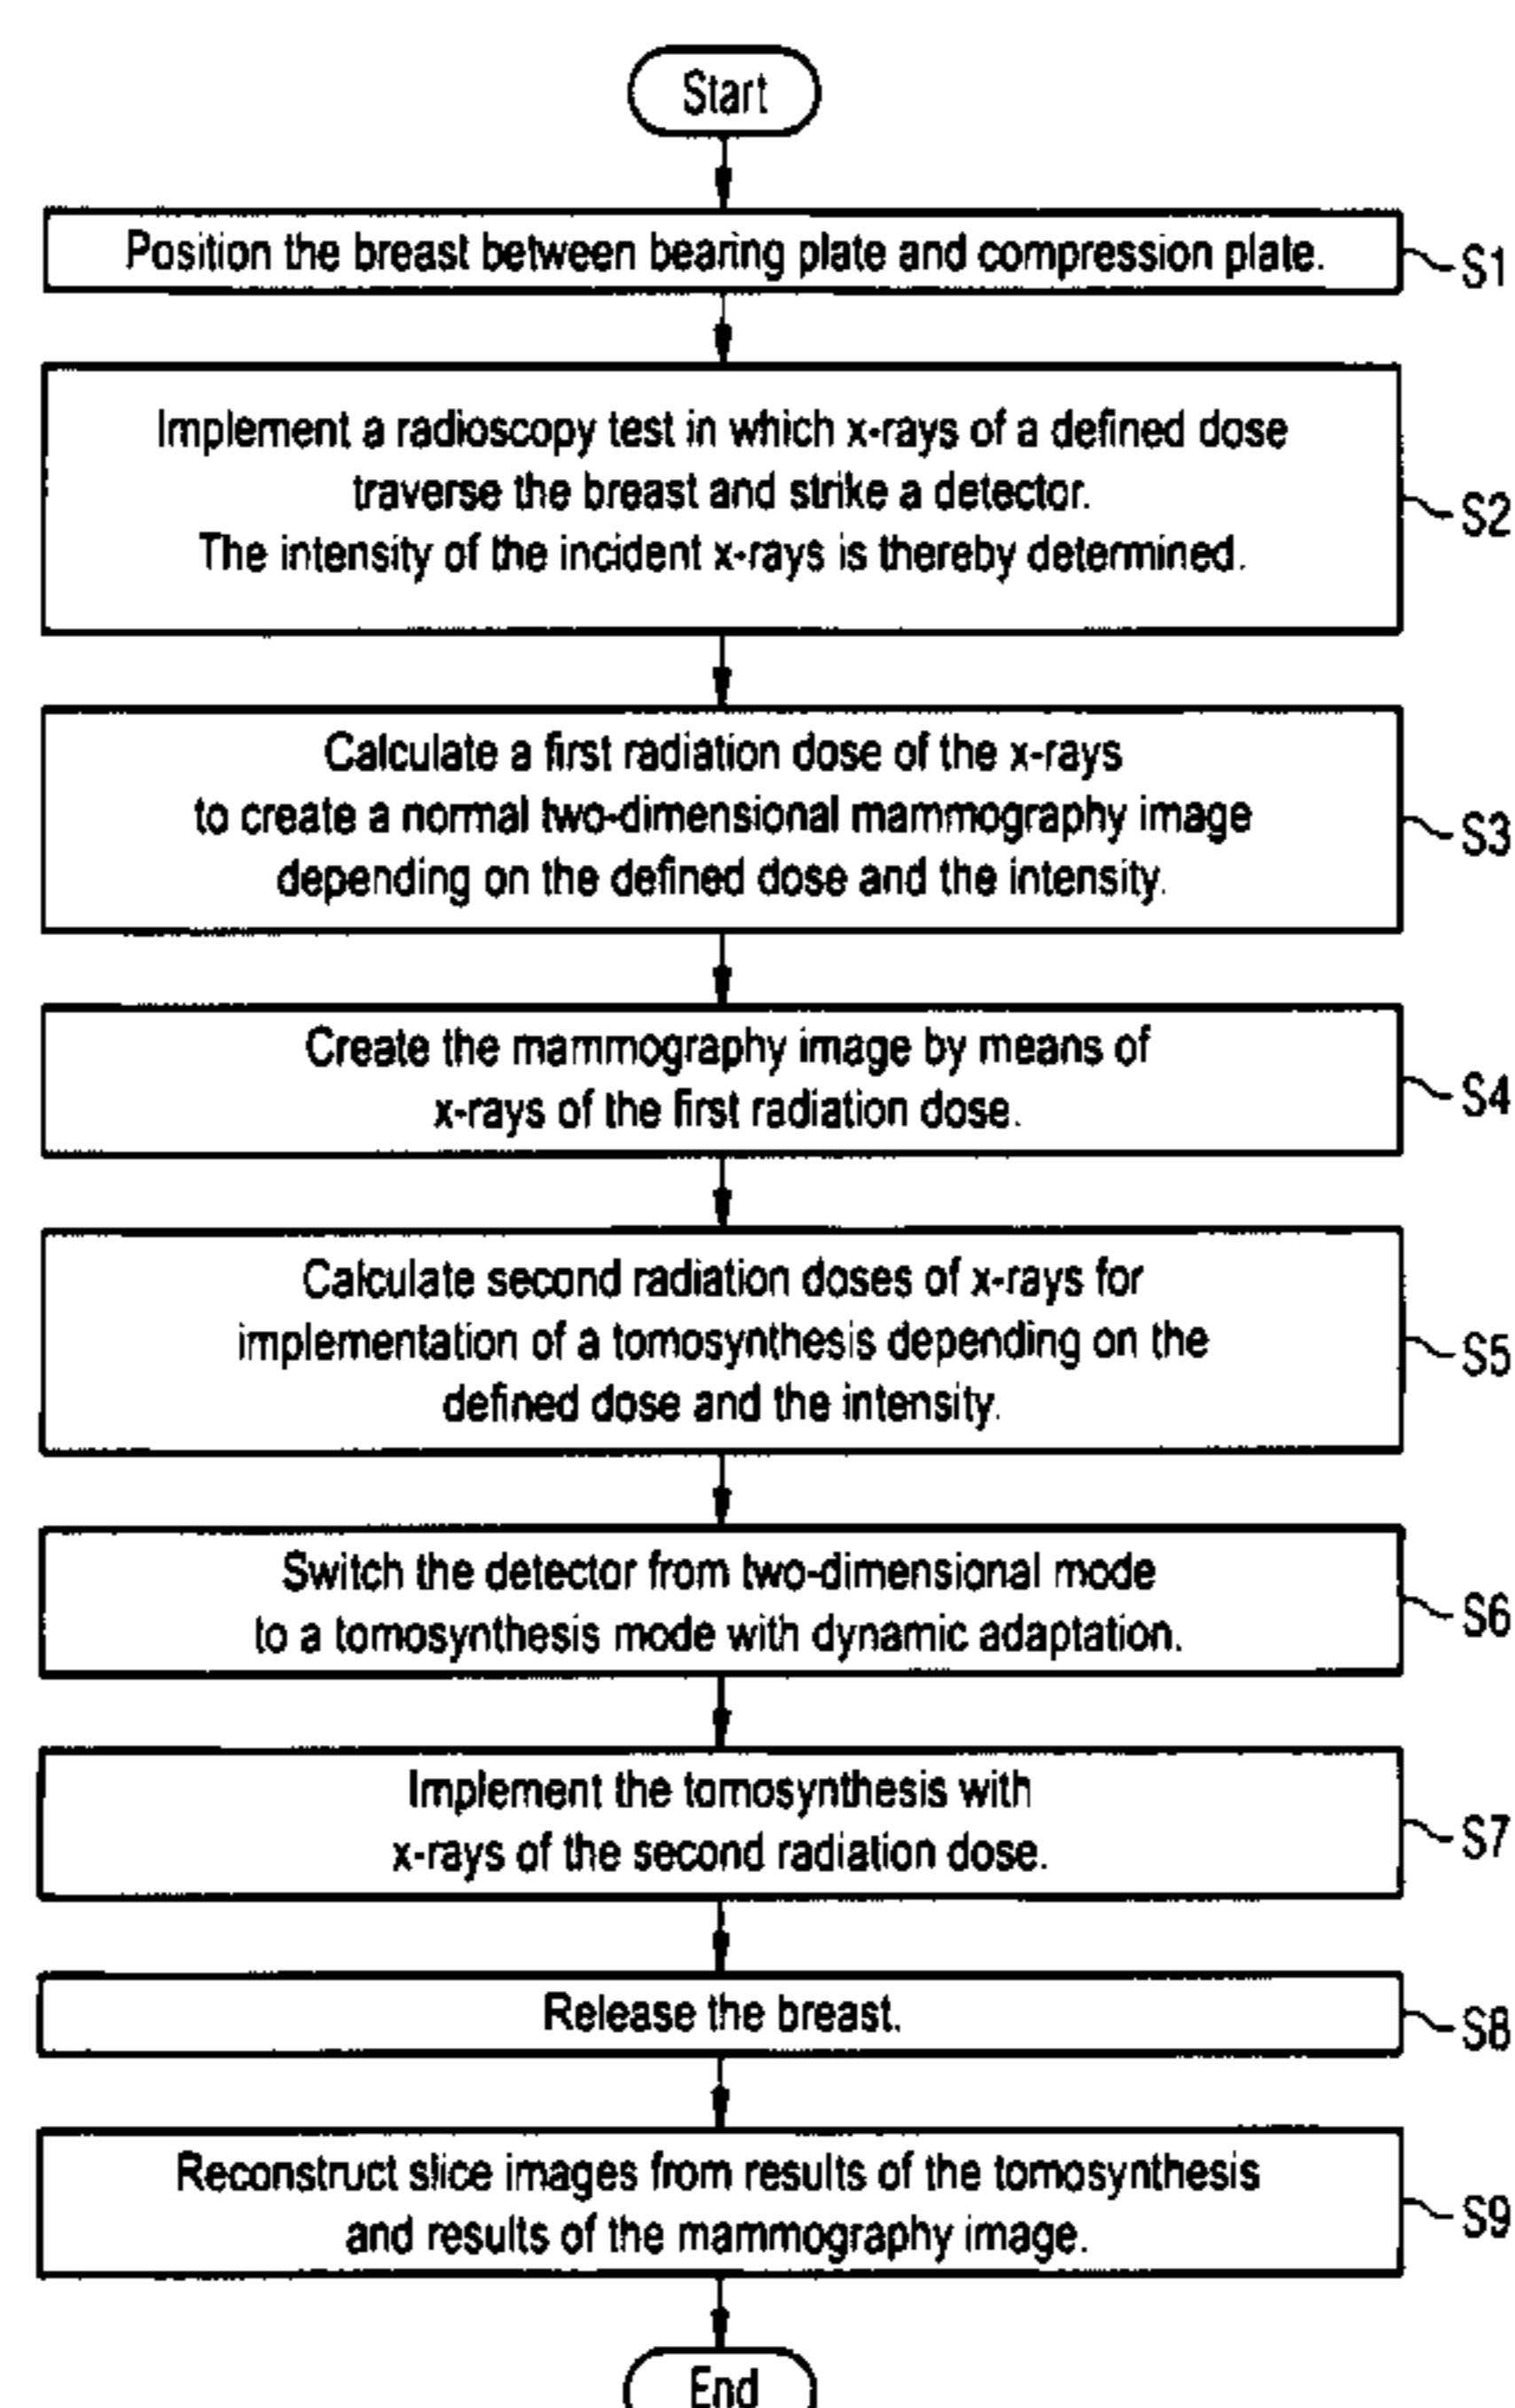 Start
Position the breast between bearing plate and compression plate.
S1
Implement a radioscopy test in which x-rays of a defined dose
traverse the breast and strike a detector.
The intensity of the incident x-rays is thereby determined.
S2
Calculate a first radiation dose of the x-rays
to create a normal two-dimensional mammography image
depending on the defined dose and the intensity.
S3
Create the mammography image by means of
x-rays of the first radiation dose.
S4
Calculate second radiation doses of x-rays for
implementation of a tomosynthesis depending on the
defined dose and the intensity.
S5
Switch the detector from two-dimensional mode
to a tomosynthesis mode with dynamic adaptation.
S6
Implement the tomosynthesis with
x-rays of the second radiation dose.
S7
Release the breast.
S8
Reconstruct slice images from results of the tomosynthesis
and results of the mammography image.
S9
End